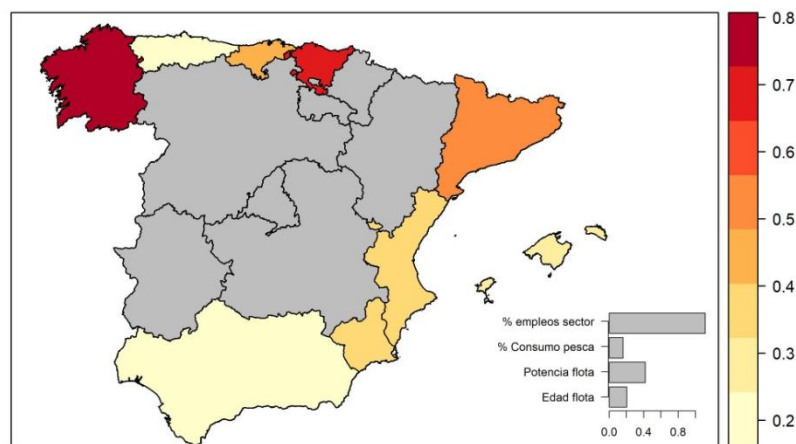 0.8
0.7
0.6
0.5
0.4
0.3
0.2
% empleos sector
% Consumo pesca
Potencia flota
Edad flota
0.0 0.4 0.8